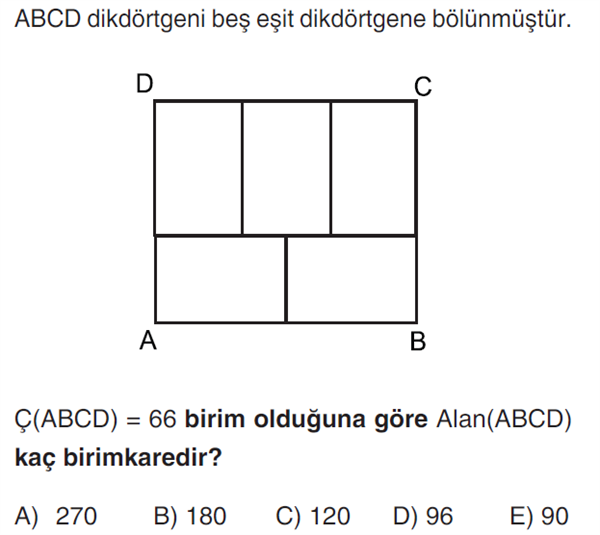 ABCD dikdörtgeni beş eşit dikdörtgene bölünmüştür.
D
C
A
B
Ç(ABCD) = 66 birim olduğuna göre Alan(ABCD)
kaç birimkaredir?
A) 270 B) 180 C) 120 D) 96 E) 90